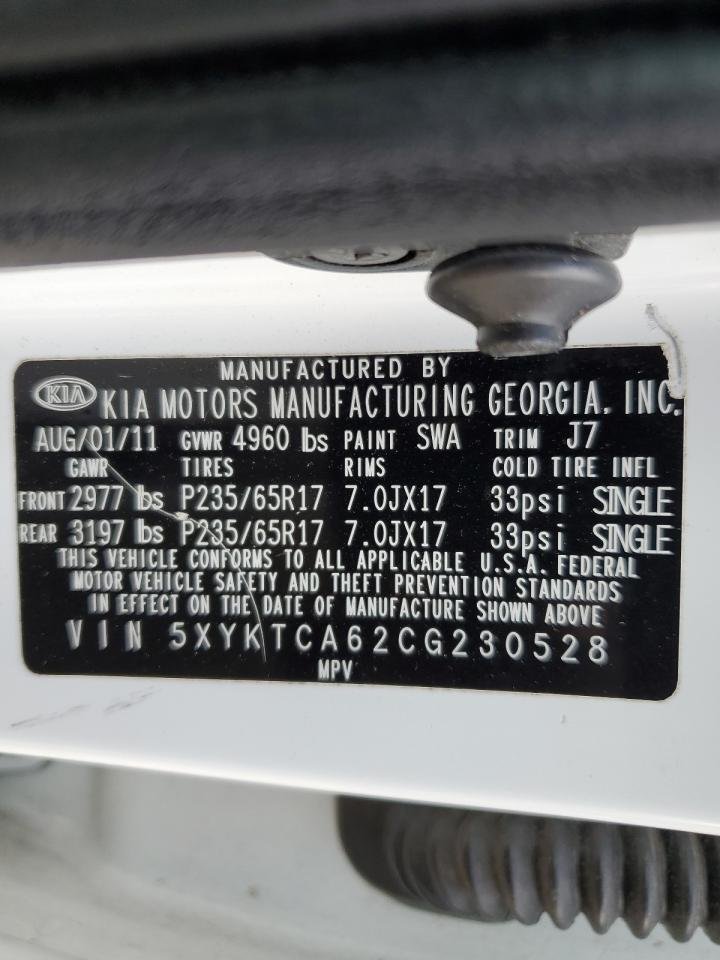 MANUFACTURED BY
KIA KIA MOTORS MANUFACTURING GEORGIA, INC.
AUG/01/11 GVWR 4960 lbs PAINT SWA TRIM J7
GAWR TIRES RIMS COLD TIRE INFL
FRONT 2977 lbs P235/65R17 7.0JX17 33psi SINGLE
REAR 3197 lbs P235/65R17 7.0JX17 33psi SINGLE
THIS VEHICLE CONFORMS TO ALL APPLICABLE U.S.A. FEDERAL
MOTOR VEHICLE SAFETY AND THEFT PREVENTION STANDARDS
IN EFFECT ON THE DATE OF MANUFACTURE SHOWN ABOVE
VIN 5XYKTCA62CG230528
MPV